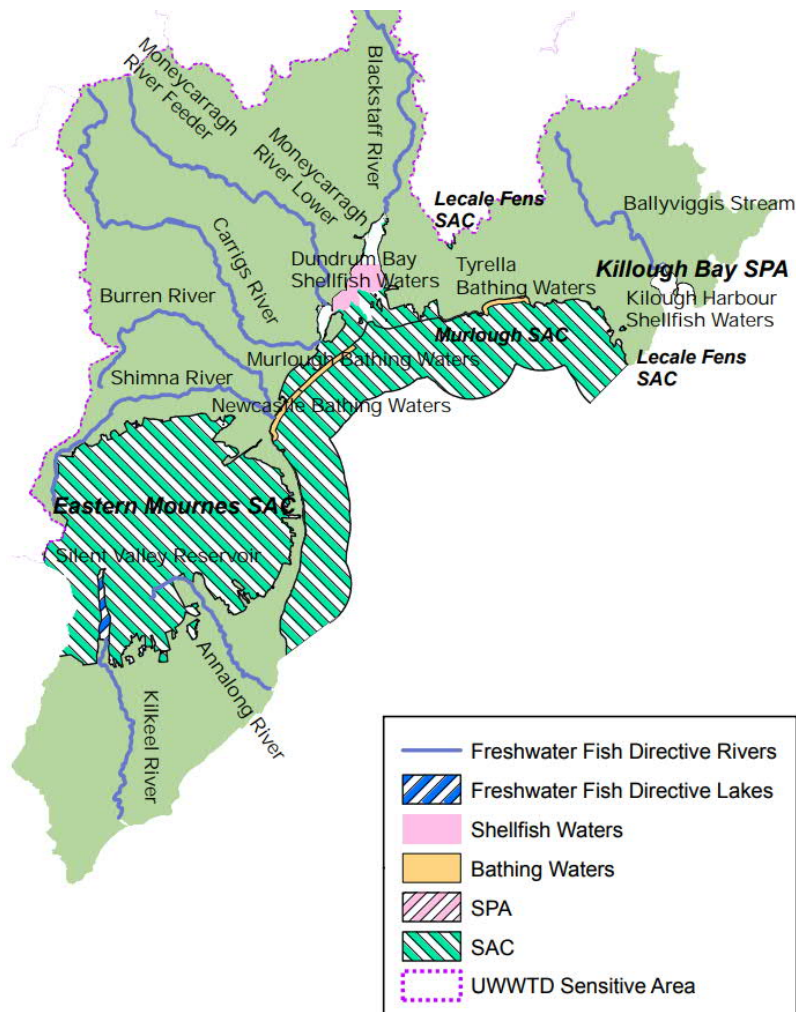 Moneycarragh
River Feeder
Moneycarragh
River Lower
Blackstaff River
Lecale Fens
SAC
Ballyviggis Stream
Carrigs River
Dundrum Bay
Shellfish Waters
Tyrella
Bathing Waters
Killough Bay SPA
Kilough Harbour
Shellfish Waters
Burren River
Murlough SAC
Murlough Bathing Waters
Lecale Fens
SAC
Shimna River
Newcastle Bathing Waters
Eastern Mournes SAC
Silent Valley Reservoir
Annalong River
Kilkeel River
Freshwater Fish Directive Rivers
Freshwater Fish Directive Lakes
Shellfish Waters
Bathing Waters
SPA
SAC
UWWTD Sensitive Area